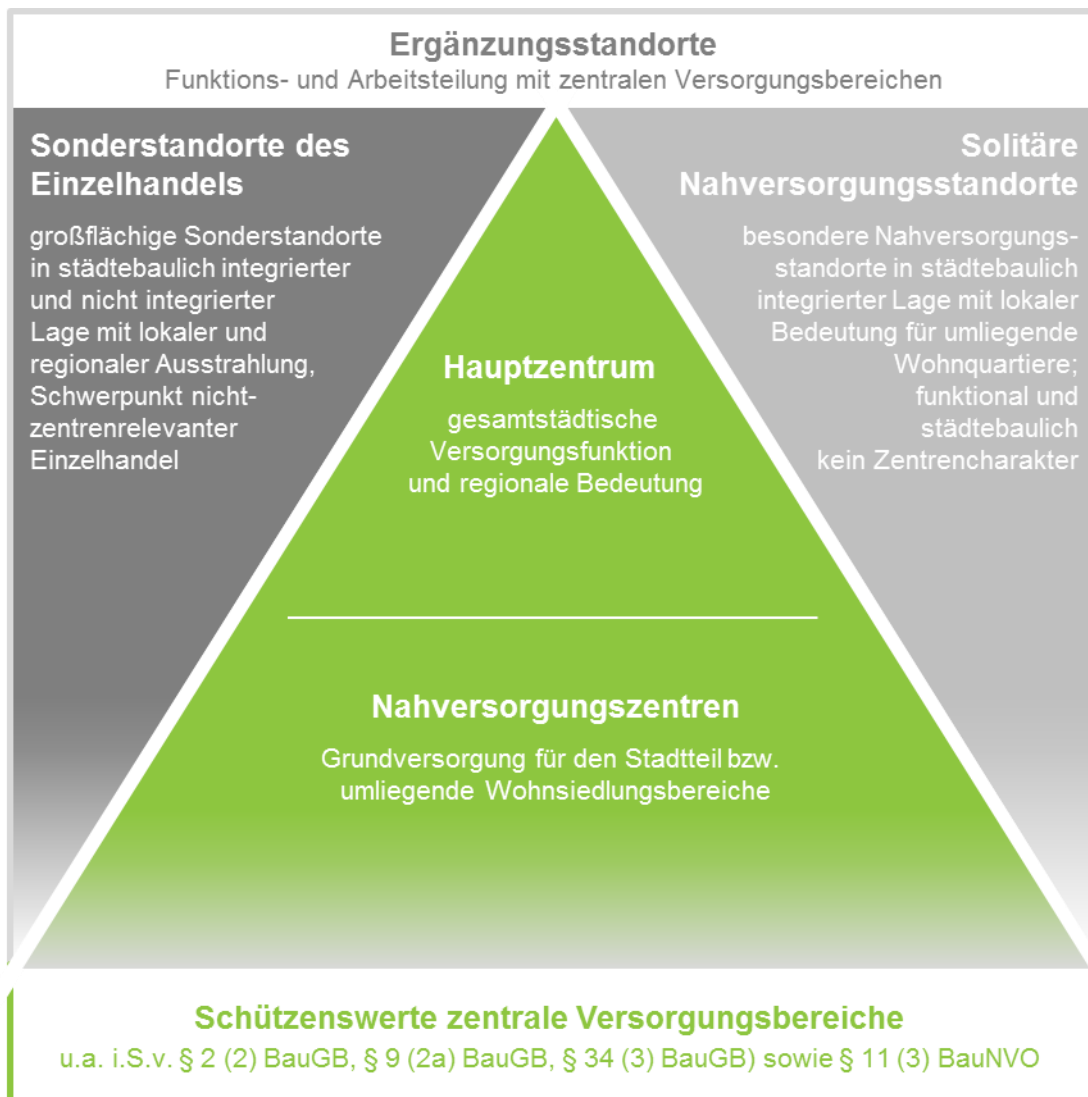 Ergänzungsstandorte
Funktions- und Arbeitsteilung mit zentralen Versorgungsbereichen
Sonderstandorte des
Einzelhandels
großflächige Sonderstandorte
in städtebaulich integrierter
und nicht integrierter
Lage mit lokaler und
regionaler Ausstrahlung,
Schwerpunkt nicht-
zentrenrelevanter
Einzelhandel
Solitäre
Nahversorgungsstandorte
besondere Nahversorgungs-
standorte in städtebaulich
integrierter Lage mit lokaler
Bedeutung für umliegende
Wohnquartiere;
funktional und
städtebaulich
kein Zentrencharakter
Hauptzentrum
gesamtstädtische
Versorgungsfunktion
und regionale Bedeutung
Nahversorgungszentren
Grundversorgung für den Stadtteil bzw.
umliegende Wohnsiedlungsbereiche
Schützenswerte zentrale Versorgungsbereiche
u.a. i.S.v. § 2 (2) BauGB, § 9 (2a) BauGB, § 34 (3) BauGB) sowie § 11 (3) BauNVO